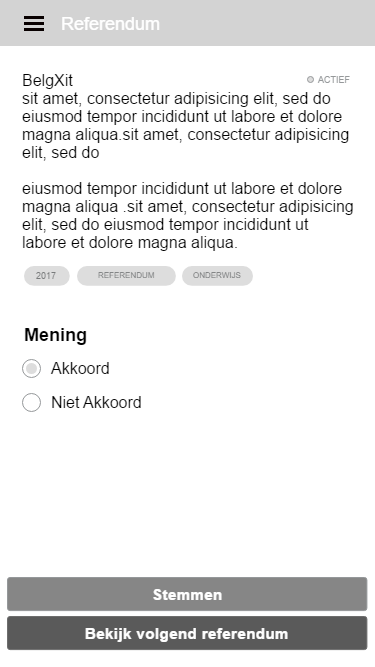 Referendum
BelgXit
ACTIEF
sit amet, consectetur adipisicing elit, sed do
eiusmod tempor incididunt ut labore et dolore
magna aliqua.sit amet, consectetur adipisicing
elit, sed do
eiusmod tempor incididunt ut labore et dolore
magna aliqua .sit amet, consectetur adipisicing
elit, sed do eiusmod tempor incididunt ut
labore et dolore magna aliqua.
2017 REFERENDUM ONDERWIJS
Mening
Akkoord
Niet Akkoord
Stemmen
Bekijk volgend referendum